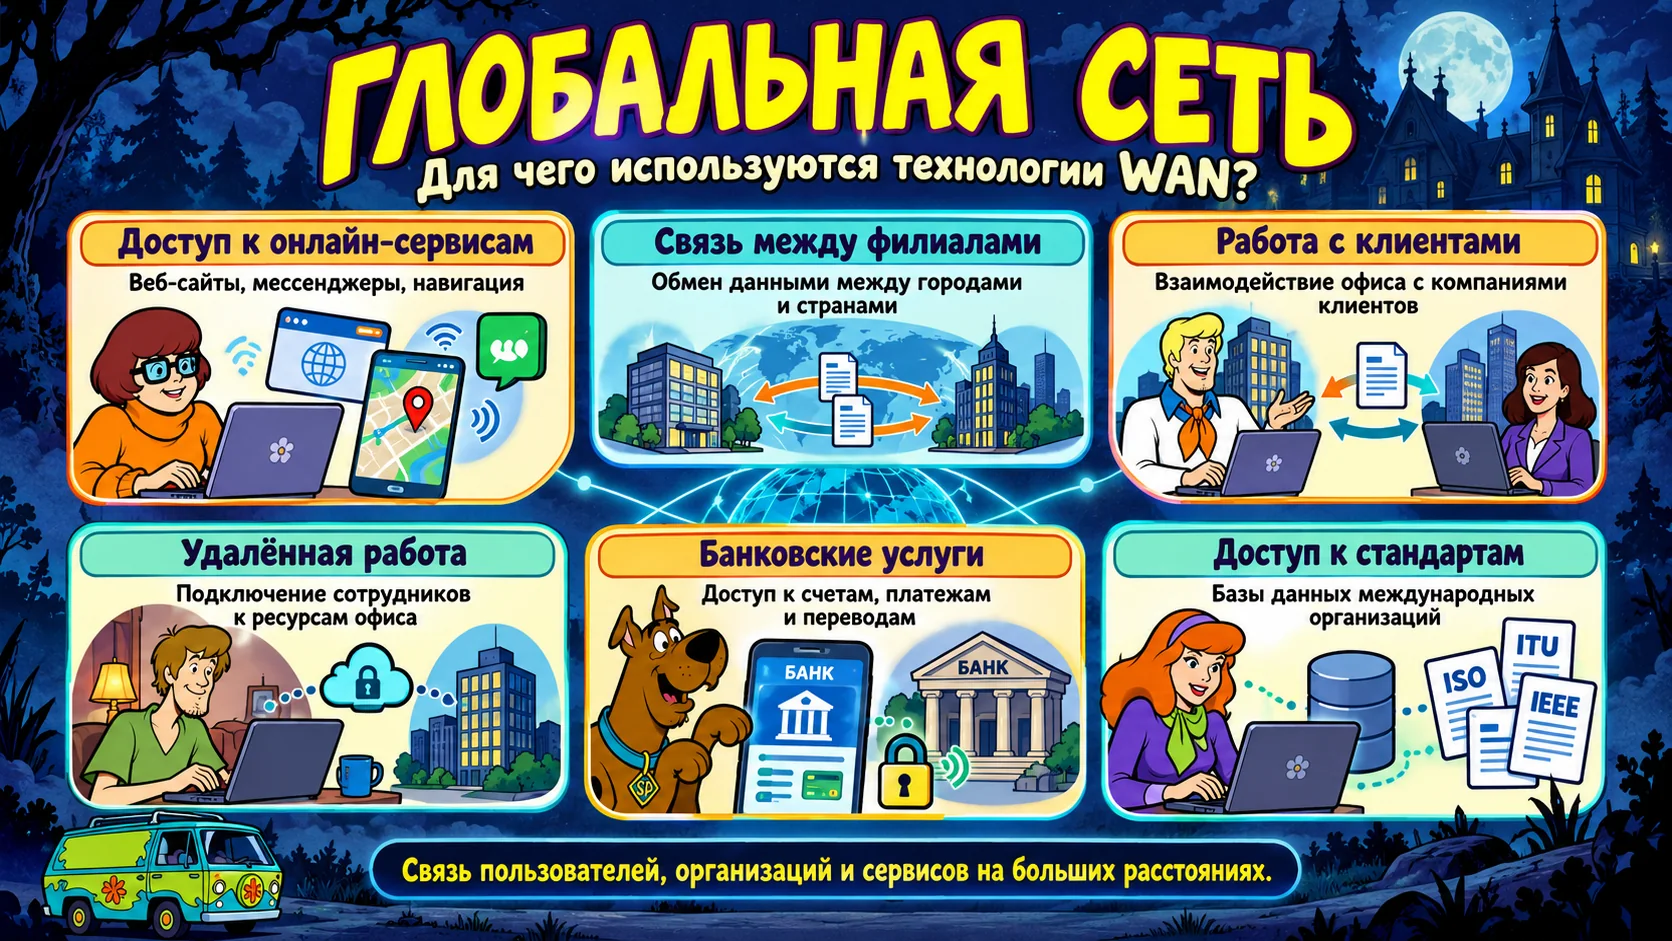 ГЛОБАЛЬНАЯ СЕТЬ
Для чего используются технологии WAN?
Доступ к онлайн-сервисам
Веб-сайты, мессенджеры, навигация
Связь между филиалами
Обмен данными между городами
и странами
Работа с клиентами
Взаимодействие офиса с компаниями
клиентов
Удалённая работа
Подключение сотрудников
к ресурсам офиса
Банковские услуги
Доступ к счетам, платежам
и переводам
БАНК
БАНК
SD
Доступ к стандартам
Базы данных международных
организаций
ISO
ITU
IEEE
Связь пользователей, организаций и сервисов на больших расстояниях.